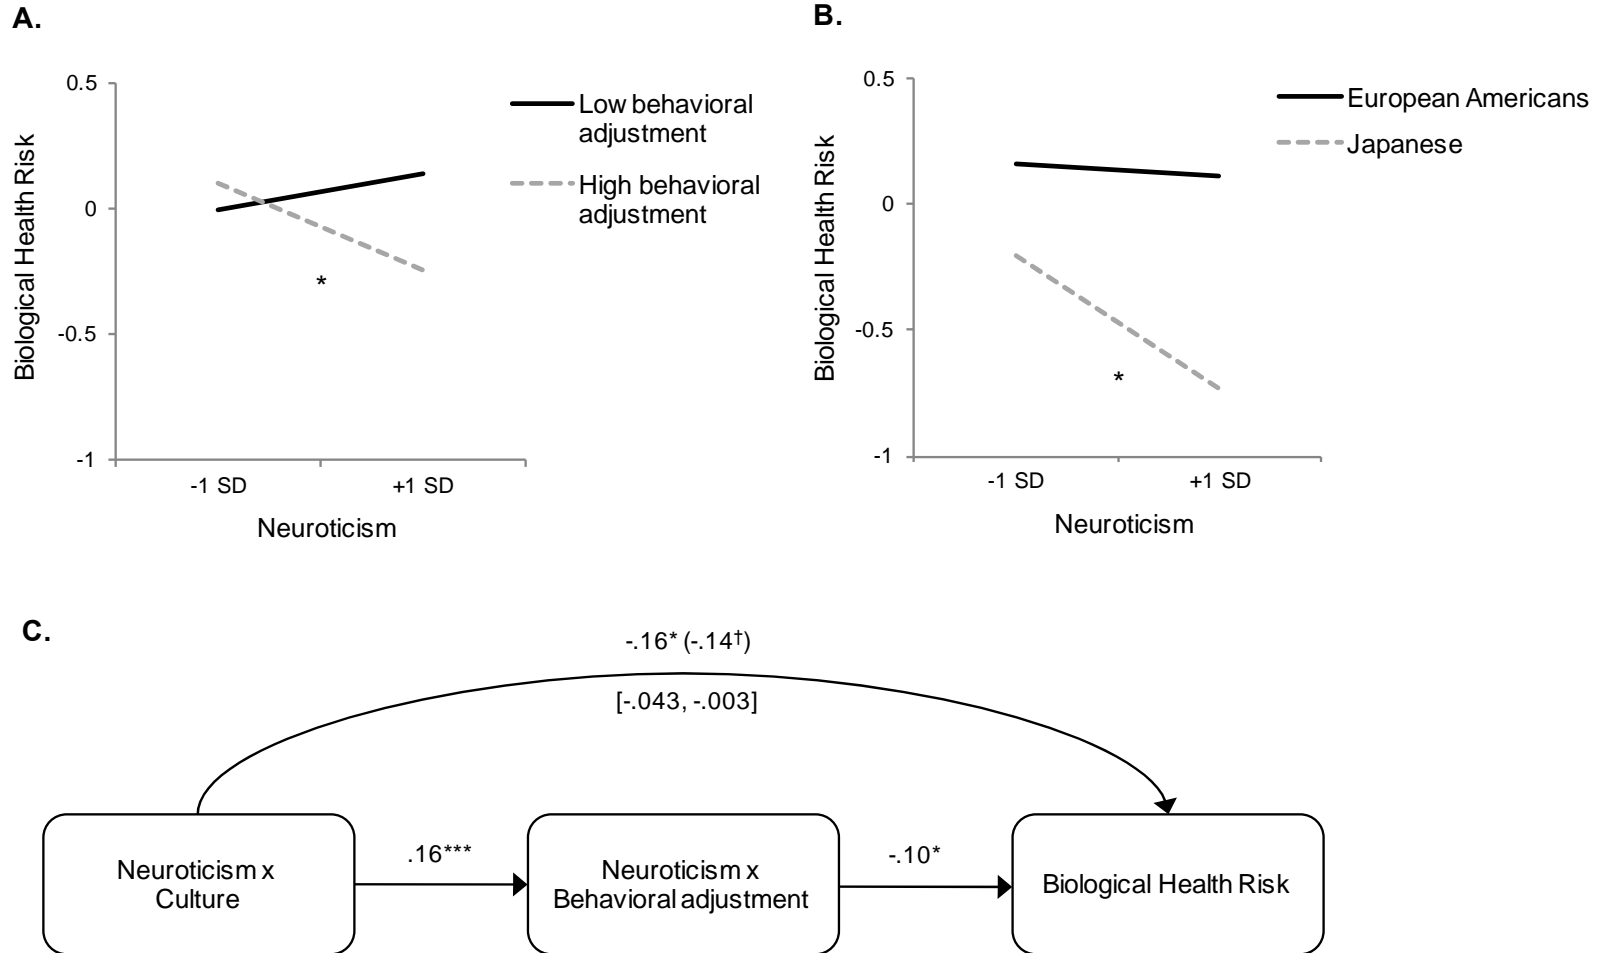 A.
0.5
0
-0.5
-1
Biological Health Risk
-1 SD
+1 SD
Neuroticism
Low behavioral
adjustment
High behavioral
adjustment
*
B.
0.5
0
-0.5
-1
Biological Health Risk
-1 SD
+1 SD
Neuroticism
European Americans
Japanese
*
C.
-.16* (-.14†)
[-.043, -.003]
Neuroticism x
Culture
.16***
Neuroticism x
Behavioral adjustment
-.10*
Biological Health Risk